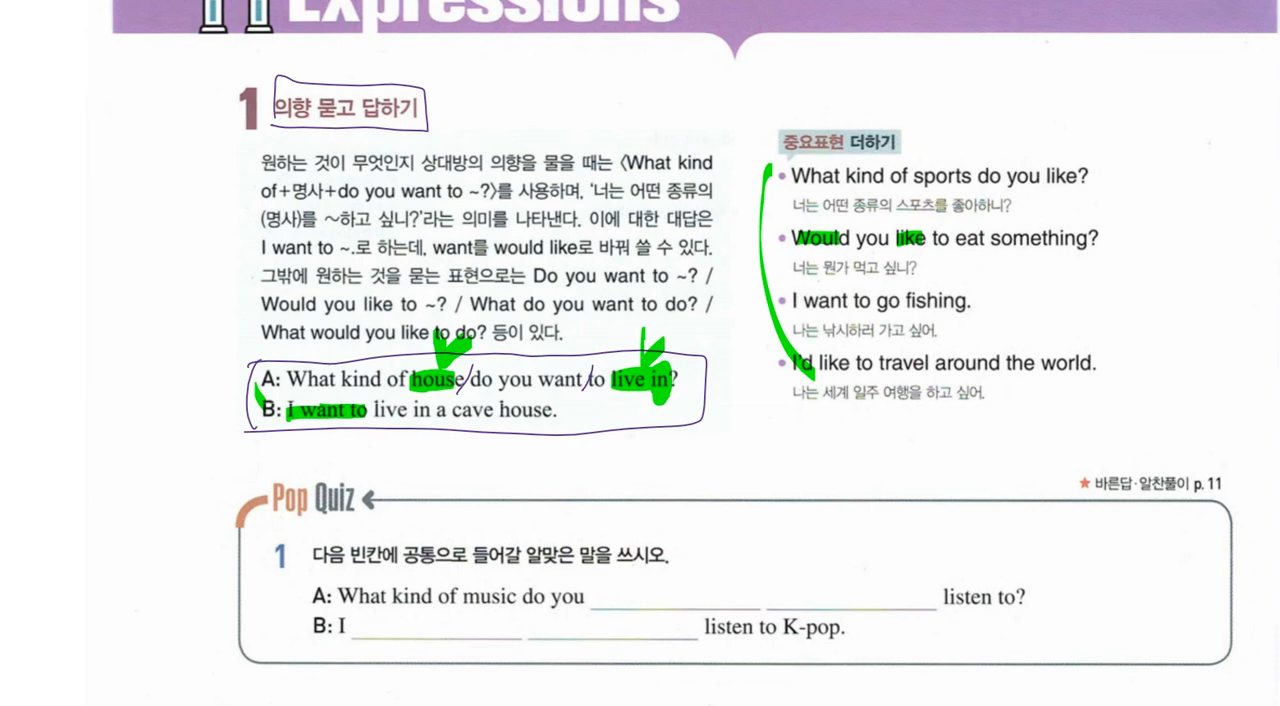 Expressions
1 의향 묻고 답하기
원하는 것이 무엇인지 상대방의 의향을 물을 때는 〈What kind
of+명사+do you want to ~?〉를 사용하며, '너는 어떤 종류의
(명사)를 ~하고 싶니?'라는 의미를 나타낸다. 이에 대한 대답은
I want to ~.로 하는데, want를 would like로 바꿔 쓸 수 있다.
그밖에 원하는 것을 묻는 표현으로는 Do you want to ~? /
Would you like to ~? / What do you want to do? /
What would you like to do? 등이 있다.
A: What kind of house do you want to live in?
B: I want to live in a cave house.
중요표현 더하기
• What kind of sports do you like?
너는 어떤 종류의 스포츠를 좋아하니?
• Would you like to eat something?
너는 뭔가 먹고 싶니?
• I want to go fishing.
나는 낚시하러 가고 싶어.
• I'd like to travel around the world.
나는 세계 일주 여행을 하고 싶어.
Pop Quiz
★ 바른답·알찬풀이 p. 11
1 다음 빈칸에 공통으로 들어갈 알맞은 말을 쓰시오.
A: What kind of music do you ____ ____ listen to?
B: I ____ ____ listen to K-pop.